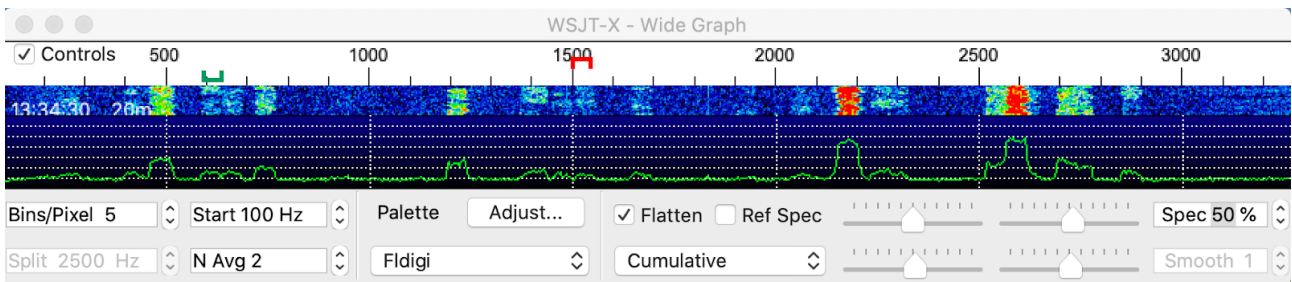 WSJT-X - Wide Graph
Controls 500 1000 1500 2000 2500 3000
13:34:30 20m
Bins/Pixel 5 Start 100 Hz Palette Adjust... Flatten Ref Spec Spec 50 %
Split 2500 Hz N Avg 2 Fldigi Cumulative Smooth 1